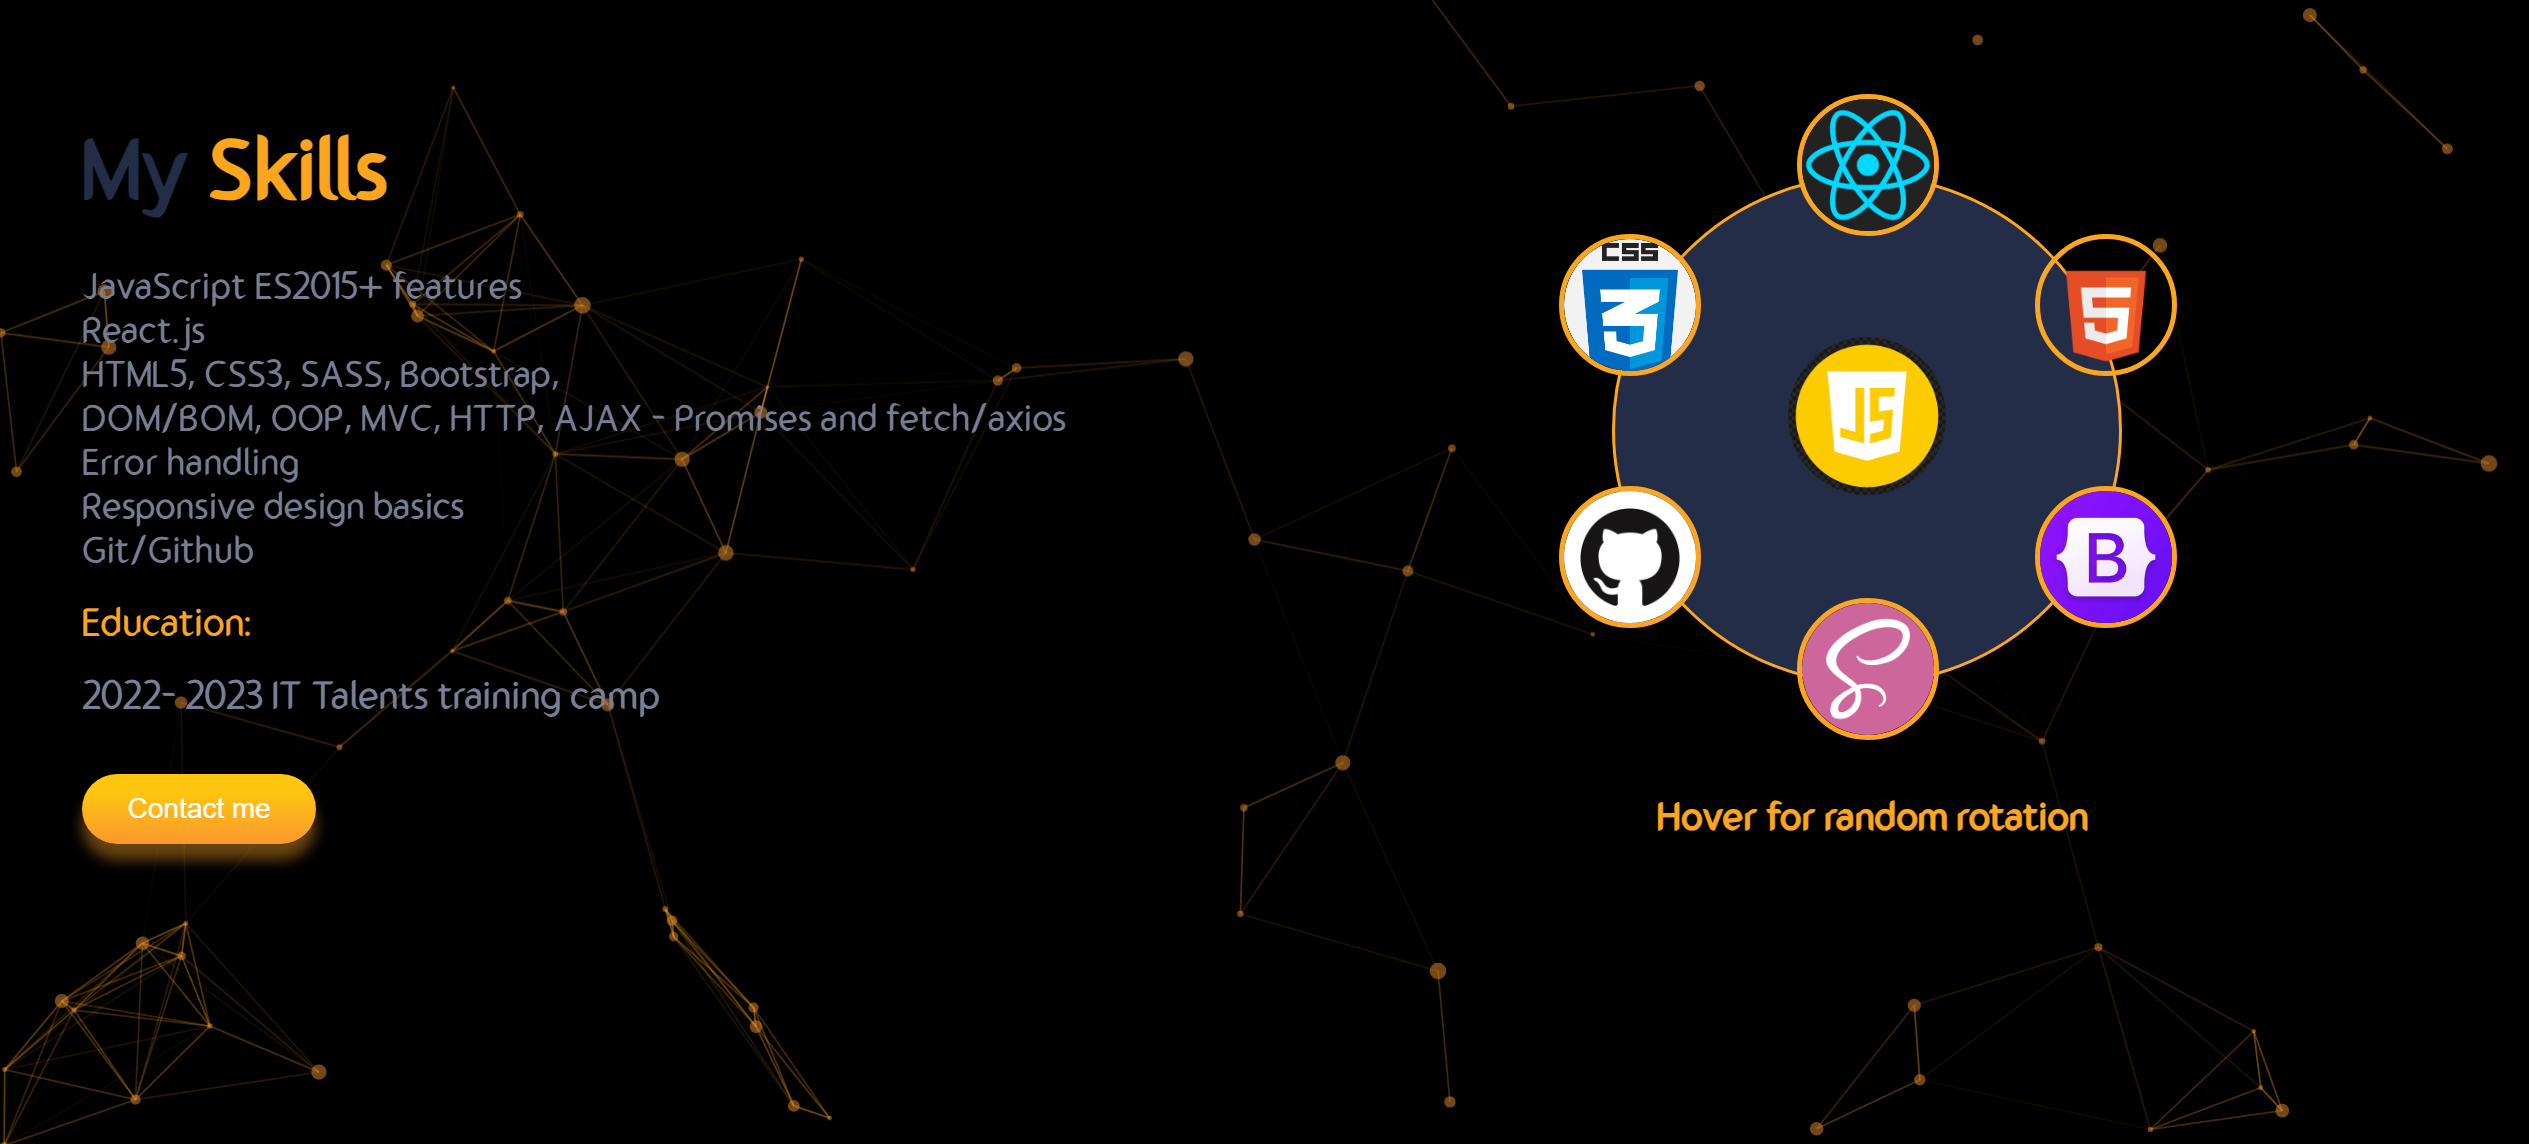 My Skills
JavaScript ES2015+ features
React.js
HTML5, CSS3, SASS, Bootstrap,
DOM/BOM, OOP, MVC, HTTP, AJAX - Promises and fetch/axios
Error handling
Responsive design basics
Git/Github
Education:
2022- 2023 IT Talents training camp
Contact me
CSS
3
5
JS
B
Hover for random rotation